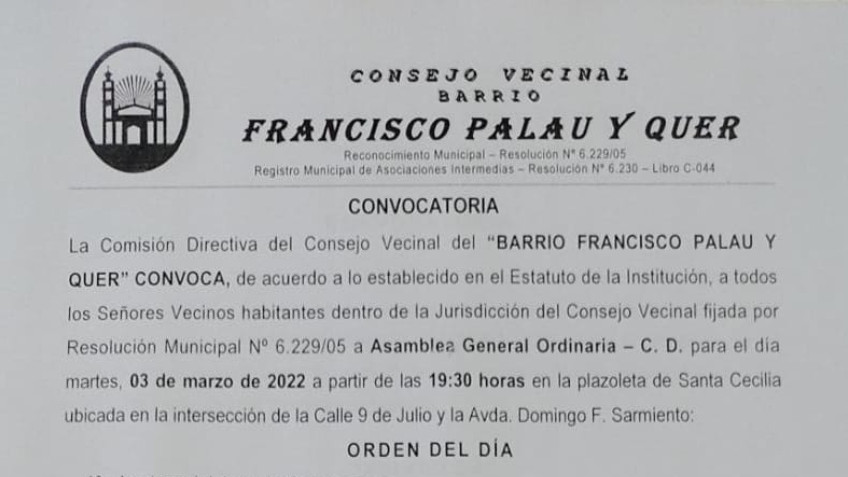 CONSEJO VECINAL
BARRIO
FRANCISCO PALAU Y QUER
Reconocimiento Municipal – Resolución Nº 6.229/05
Registro Municipal de Asociaciones Intermedias – Resolución Nº 6.230 – Libro C-044
CONVOCATORIA
La Comisión Directiva del Consejo Vecinal del “BARRIO FRANCISCO PALAU Y
QUER” CONVOCA, de acuerdo a lo establecido en el Estatuto de la Institución, a todos
los Señores Vecinos habitantes dentro de la Jurisdicción del Consejo Vecinal fijada por
Resolución Municipal Nº 6.229/05 a Asamblea General Ordinaria – C. D. para el día
martes, 03 de marzo de 2022 a partir de las 19:30 horas en la plazoleta de Santa Cecilia
ubicada en la intersección de la Calle 9 de Julio y la Avda. Domingo F. Sarmiento:
ORDEN DEL DÍA